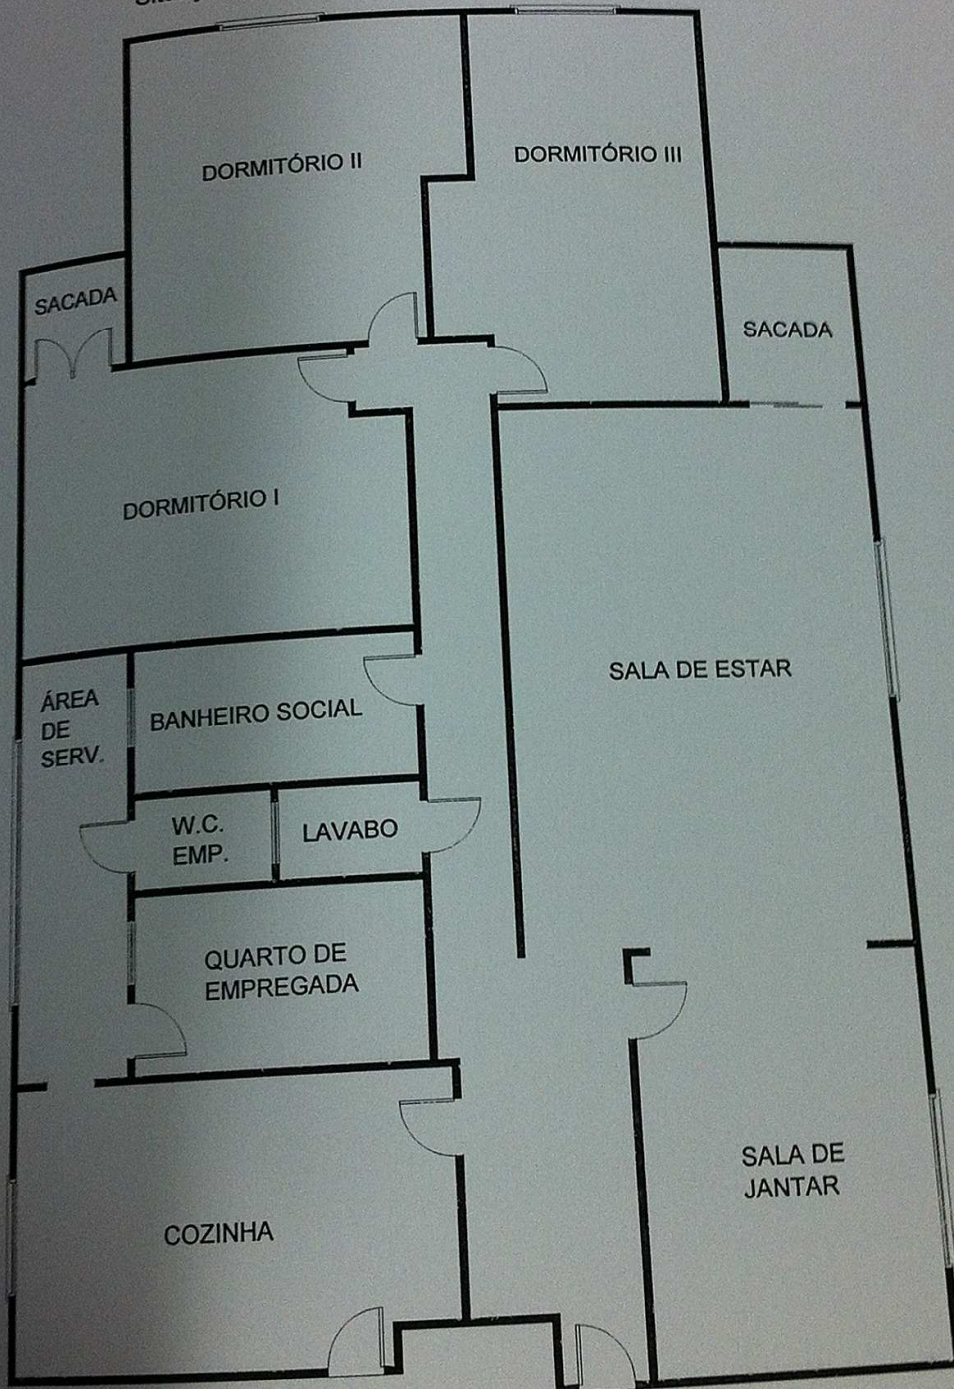 DORMITÓRIO II
DORMITÓRIO III
SACADA
SACADA
DORMITÓRIO I
SALA DE ESTAR
ÁREA
DE
SERV.
BANHEIRO SOCIAL
W.C.
EMP.
LAVABO
QUARTO DE
EMPREGADA
SALA DE
JANTAR
COZINHA